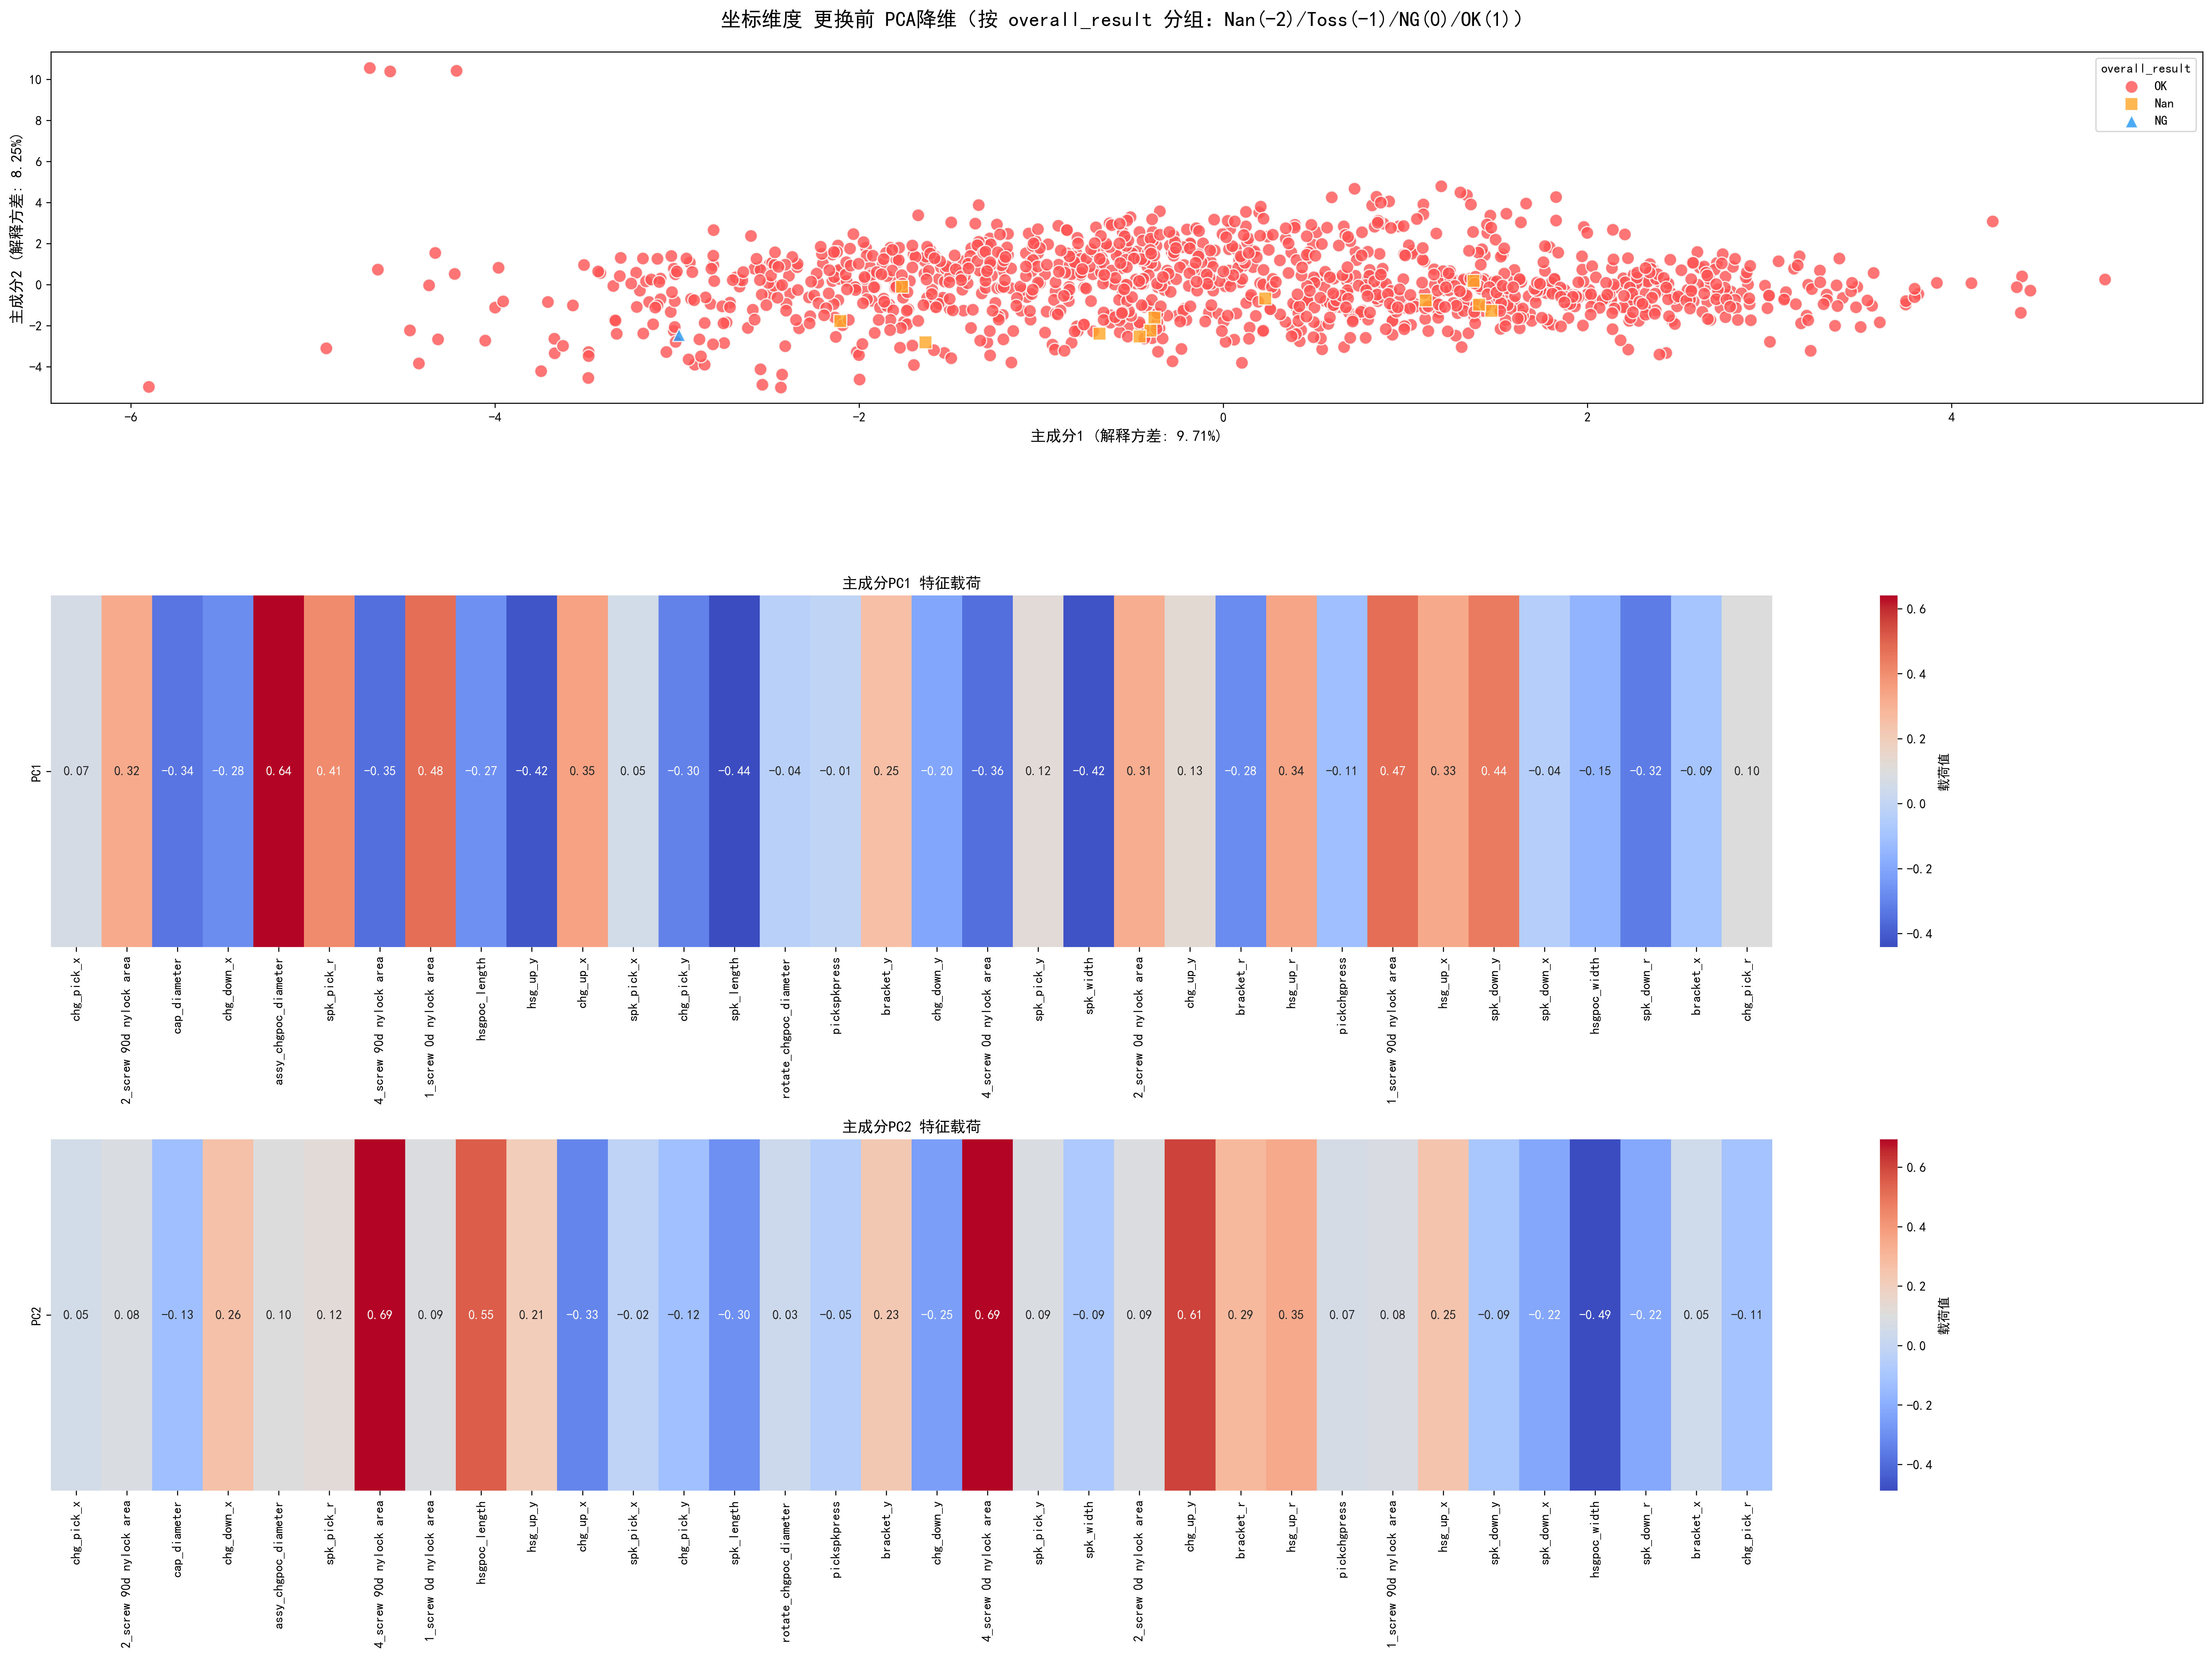 坐标维度 更换前 PCA降维（按 overall_result 分组：Nan(-2)/Toss(-1)/NG(0)/OK(1)）
主成分2 (解释方差: 8.25%)
10
8
6
4
2
0
−2
−4
overall_result
OK
Nan
NG
−6
−4
−2
0
2
4
主成分1 (解释方差: 9.71%)
主成分PC1 特征载荷
PC1
0.07
0.32
−0.34
−0.28
0.64
0.41
−0.35
0.48
−0.27
−0.42
0.35
0.05
−0.30
−0.44
−0.04
−0.01
0.25
−0.20
−0.36
0.12
−0.42
0.31
0.13
−0.28
0.34
−0.11
0.47
0.33
0.44
−0.04
−0.15
−0.32
−0.09
0.10
chg_pick_x
2_screw 90d nylock area
cap_diameter
chg_down_x
assy_chgpoc_diameter
spk_pick_r
4_screw 90d nylock area
1_screw 0d nylock area
hsgpoc_length
hsg_up_y
chg_up_x
spk_pick_x
chg_pick_y
spk_length
rotate_chgpoc_diameter
pickspkpress
bracket_y
chg_down_y
4_screw 0d nylock area
spk_pick_y
spk_width
2_screw 0d nylock area
chg_up_y
bracket_r
hsg_up_r
pickchgpress
1_screw 90d nylock area
hsg_up_x
spk_down_y
spk_down_x
hsgpoc_width
spk_down_r
bracket_x
chg_pick_r
0.6
0.4
0.2
0.0
−0.2
−0.4
载荷值
主成分PC2 特征载荷
PC2
0.05
0.08
−0.13
0.26
0.10
0.12
0.69
0.09
0.55
0.21
−0.33
−0.02
−0.12
−0.30
0.03
−0.05
0.23
−0.25
0.69
0.09
−0.09
0.09
0.61
0.29
0.35
0.07
0.08
0.25
−0.09
−0.22
−0.49
−0.22
0.05
−0.11
chg_pick_x
2_screw 90d nylock area
cap_diameter
chg_down_x
assy_chgpoc_diameter
spk_pick_r
4_screw 90d nylock area
1_screw 0d nylock area
hsgpoc_length
hsg_up_y
chg_up_x
spk_pick_x
chg_pick_y
spk_length
rotate_chgpoc_diameter
pickspkpress
bracket_y
chg_down_y
4_screw 0d nylock area
spk_pick_y
spk_width
2_screw 0d nylock area
chg_up_y
bracket_r
hsg_up_r
pickchgpress
1_screw 90d nylock area
hsg_up_x
spk_down_y
spk_down_x
hsgpoc_width
spk_down_r
bracket_x
chg_pick_r
0.6
0.4
0.2
0.0
−0.2
−0.4
载荷值